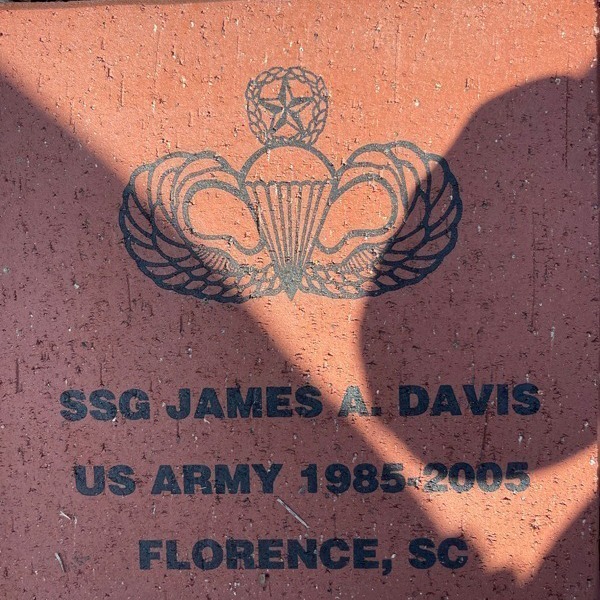 SSG JAMES A. DAVIS
US ARMY 1985-2005
FLORENCE, SC